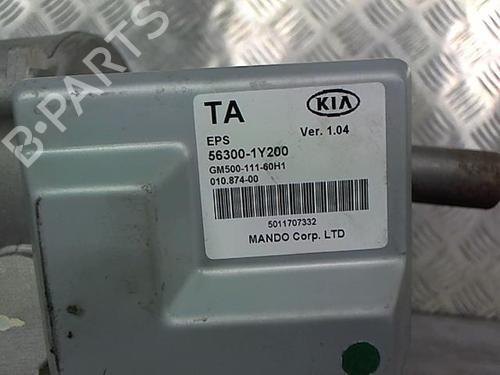 B-PARTS
TA
KIA
EPS
Ver. 1.04
56300-1Y200
GM500-111-60H1
010.874-00
5011707332
MANDO Corp. LTD